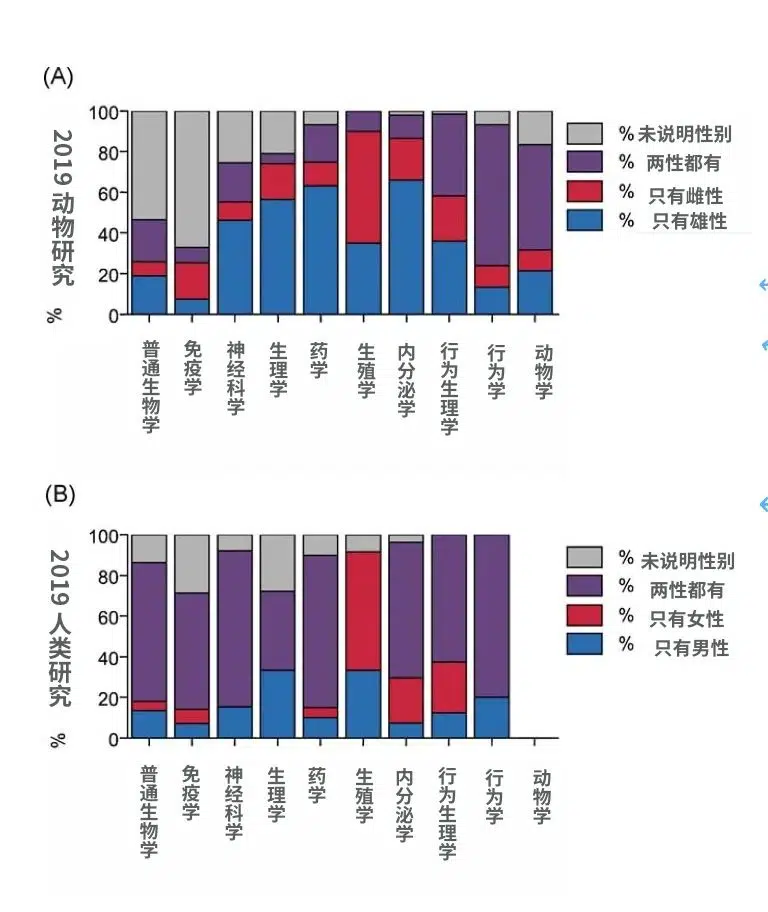 (A)
2019 动物研究 %
100
80
60
40
20
0
% 未说明性别
% 两性都有
% 只有雌性
% 只有雄性
普通生物学
免疫学
神经科学
生理学
药学
生殖学
内分泌学
行为生理学
行为学
动物学
(B)
2019 人类研究 %
100
80
60
40
20
0
% 未说明性别
% 两性都有
% 只有女性
% 只有男性
普通生物学
免疫学
神经科学
生理学
药学
生殖学
内分泌学
行为生理学
行为学
动物学